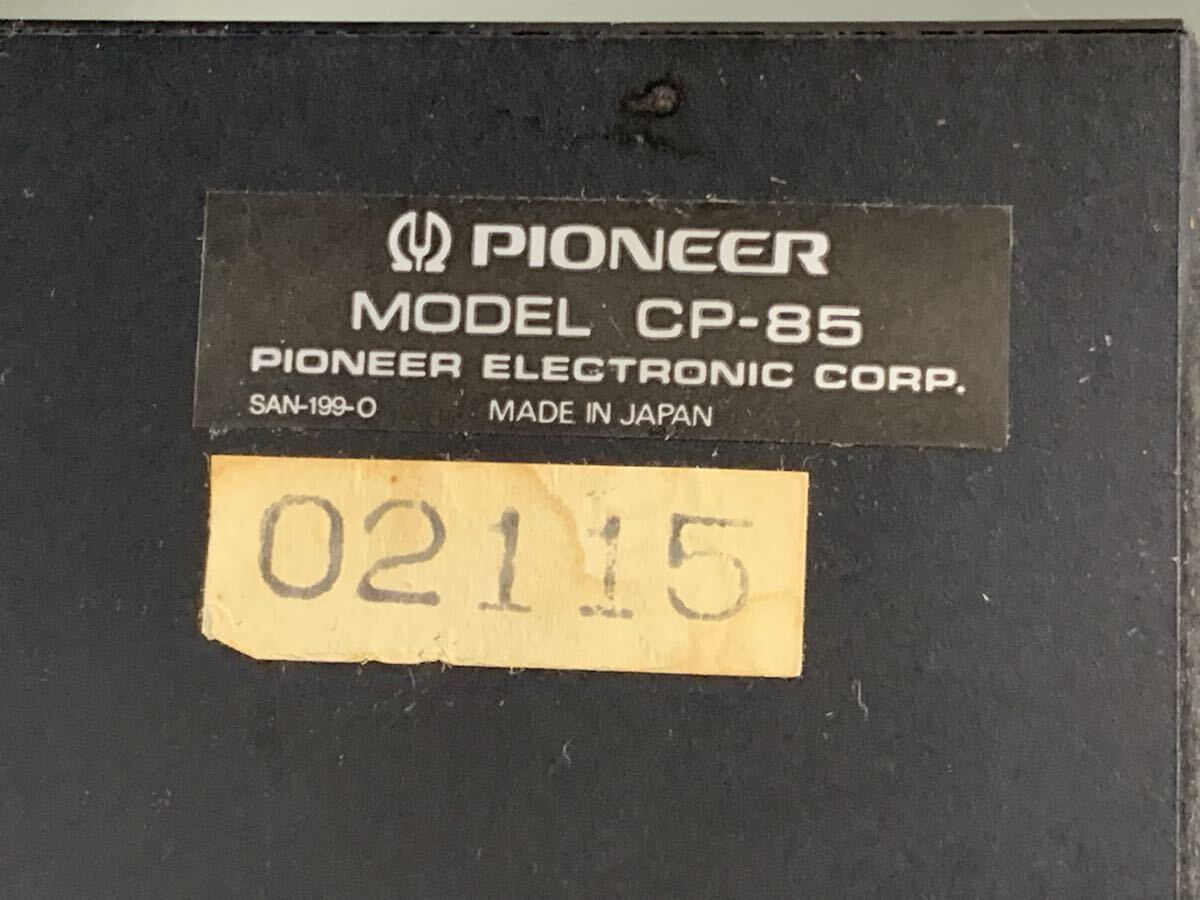 PIONEER
MODEL CP-85
PIONEER ELECTRONIC CORP.
SAN-199-O MADE IN JAPAN
02115